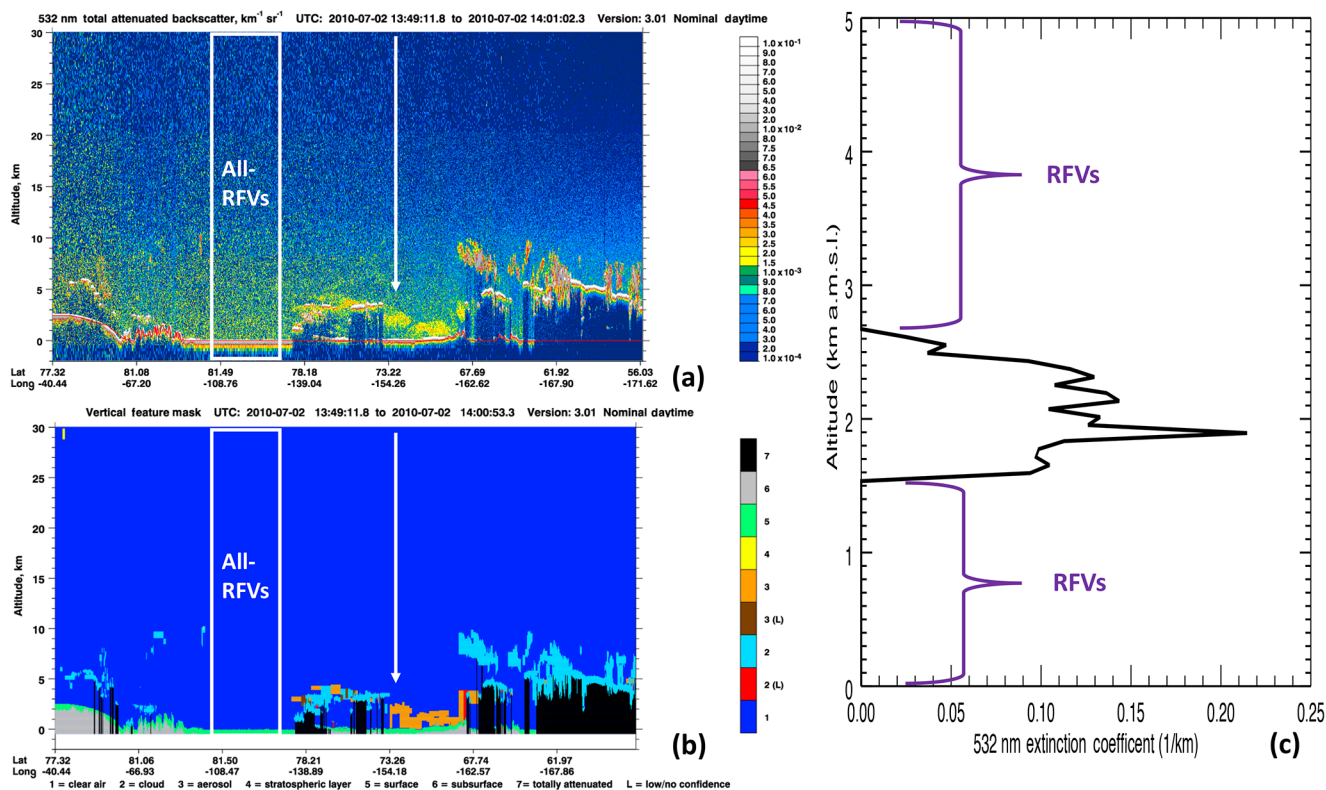 532 nm total attenuated backscatter, km⁻¹ sr⁻¹ UTC: 2010-07-02 13:49:11.8 to 2010-07-02 14:01:02.3 Version: 3.01 Nominal daytime
30
25
20
15
10
5
0
Altitude, km
All-
RFVs
1.0 x 10⁻¹
9.0
8.0
7.0
6.0
5.0
4.0
3.0
2.0
1.0 x 10⁻²
8.0
7.5
7.0
6.5
6.0
5.5
5.0
4.5
4.0
3.5
3.0
2.5
2.0
1.5
1.0 x 10⁻³
9.0
8.0
7.0
6.0
5.0
4.0
3.0
2.0
1.0 x 10⁻⁴
Lat 77.32 81.08 81.49 78.18 73.22 67.69 61.92 56.03
Long -40.44 -67.20 -108.76 -139.04 -154.26 -162.62 -167.90 -171.62
(a)
Vertical feature mask UTC: 2010-07-02 13:49:11.8 to 2010-07-02 14:00:53.3 Version: 3.01 Nominal daytime
30
25
20
15
10
5
0
Altitude, km
All-
RFVs
7
6
5
4
3
3 (L)
2
2 (L)
1
Lat 77.32 81.06 81.50 78.21 73.26 67.74 61.97
Long -40.44 -66.93 -108.47 -138.89 -154.18 -162.57 -167.86
1 = clear air 2 = cloud 3 = aerosol 4 = stratospheric layer 5 = surface 6 = subsurface 7 = totally attenuated L = low/no confidence
(b)
5
4
3
2
1
0
Altitude (km a.m.s.l.)
RFVs
RFVs
0.00 0.05 0.10 0.15 0.20 0.25
532 nm extinction coefficent (1/km)
(c)